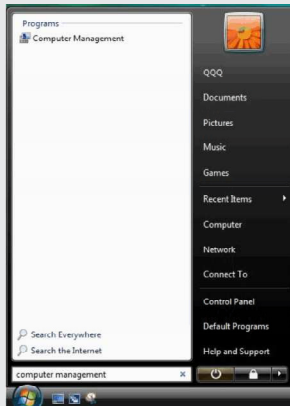 Programs
Computer Management
Search Everywhere
Search the Internet
computer management
QQQ
Documents
Pictures
Music
Games
Recent Items
Computer
Network
Connect To
Control Panel
Default Programs
Help and Support